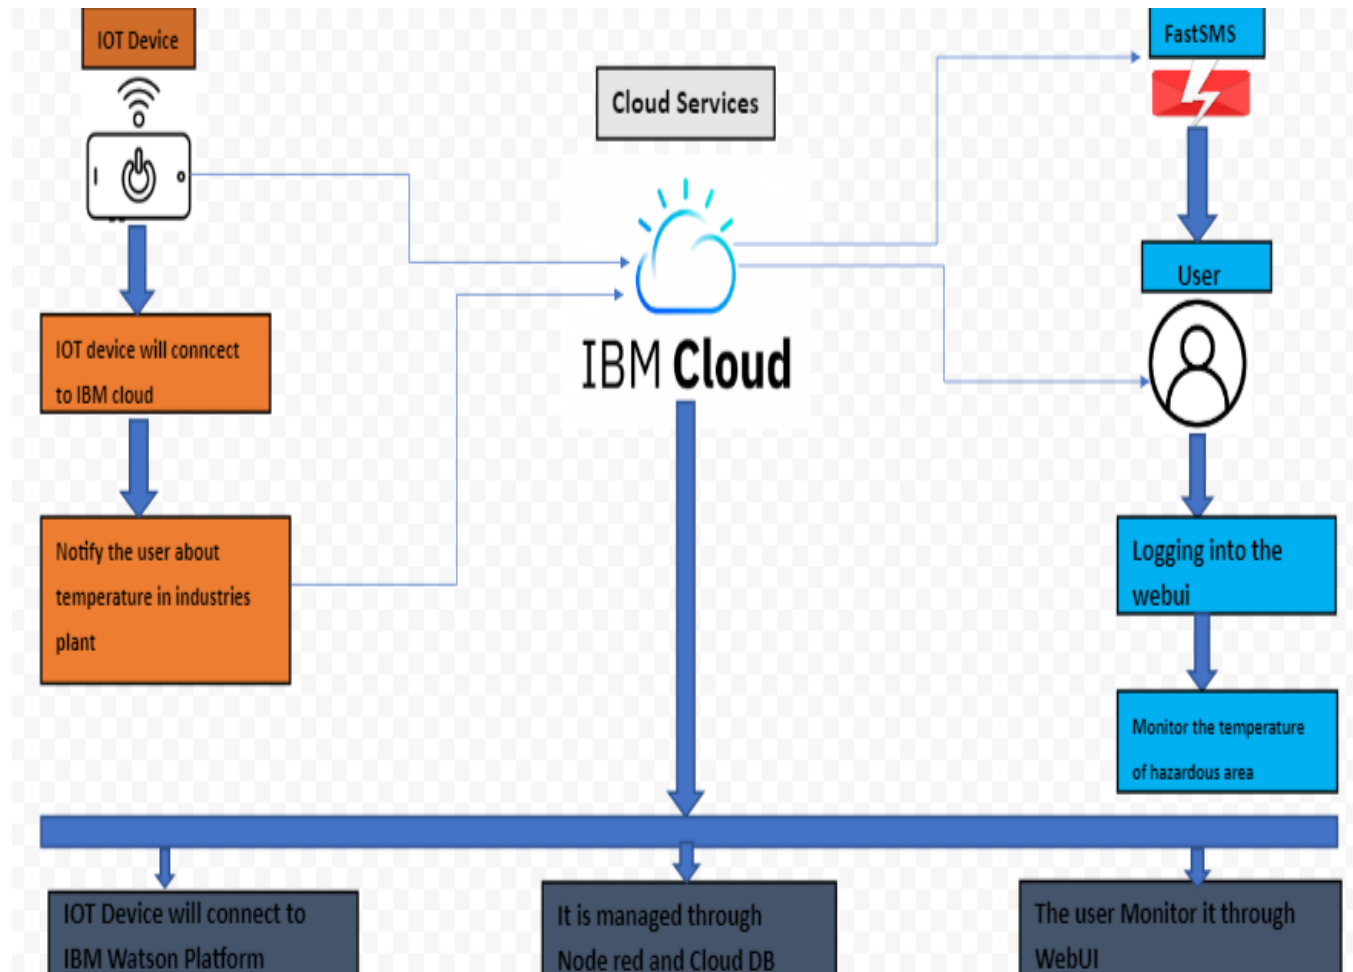 IOT Device
FastSMS
Cloud Services
User
IOT device will conncect
to IBM cloud
IBM Cloud
Notify the user about
temperature in industries
plant
Logging into the
webui
Monitor the temperature
of hazardous area
IOT Device will connect to
IBM Watson Platform
It is managed through
Node red and Cloud DB
The user Monitor it through
WebUI